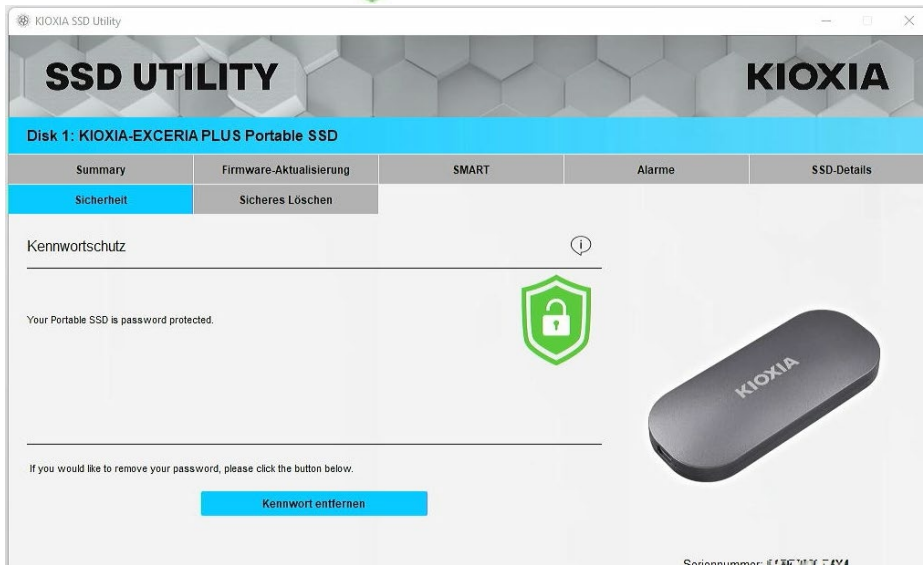 KIOXIA SSD Utility
SSD UTILITY
KIOXIA
Disk 1: KIOXIA-EXCERIA PLUS Portable SSD
Summary
Firmware-Aktualisierung
SMART
Alarme
SSD-Details
Sicherheit
Sicheres Löschen
Kennwortschutz
Your Portable SSD is password protected.
KIOXIA
If you would like to remove your password, please click the button below.
Kennwort entfernen
Seriennummer: